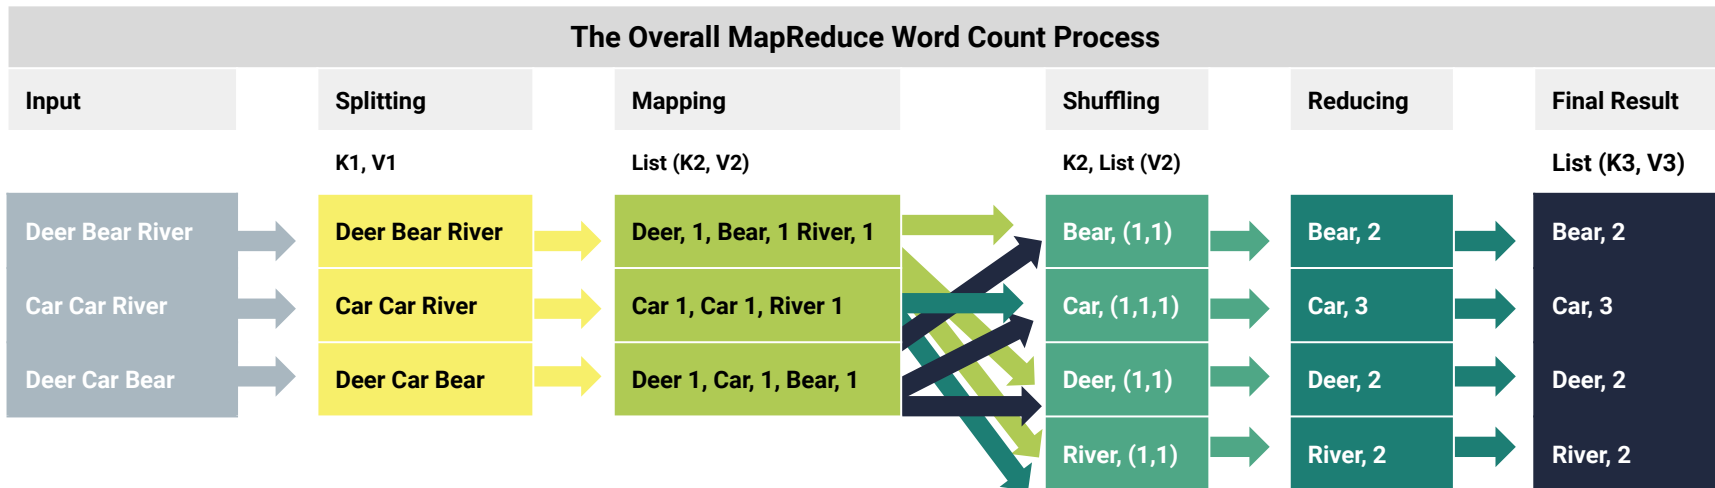 The Overall MapReduce Word Count Process
Input Splitting Mapping Shuffling Reducing Final Result
K1, V1 List (K2, V2) K2, List (V2) List (K3, V3)
Deer Bear River Deer Bear River Deer, 1, Bear, 1 River, 1 Bear, (1,1) Bear, 2 Bear, 2
Car Car River Car Car River Car 1, Car 1, River 1 Car, (1,1,1) Car, 3 Car, 3
Deer Car Bear Deer Car Bear Deer 1, Car, 1, Bear, 1 Deer, (1,1) Deer, 2 Deer, 2
River, (1,1) River, 2 River, 2